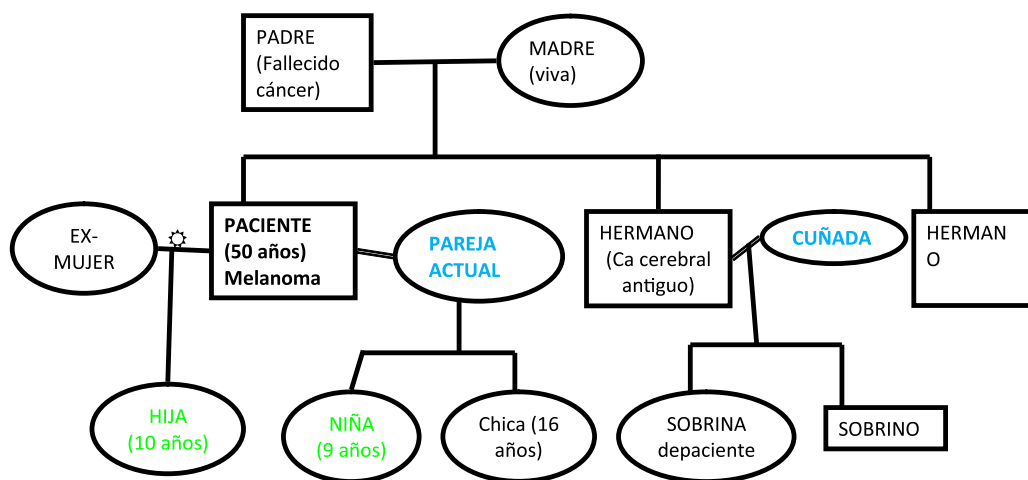 PADRE
(Fallecido
cáncer)
MADRE
(viva)
EX-
MUJER
PACIENTE
(50 años)
Melanoma
PAREJA
ACTUAL
HERMANO
(Ca cerebral
antiguo)
CUÑADA
HERMAN
O
HIJA
(10 años)
NIÑA
(9 años)
Chica (16
años)
SOBRINA
depaciente
SOBRINO